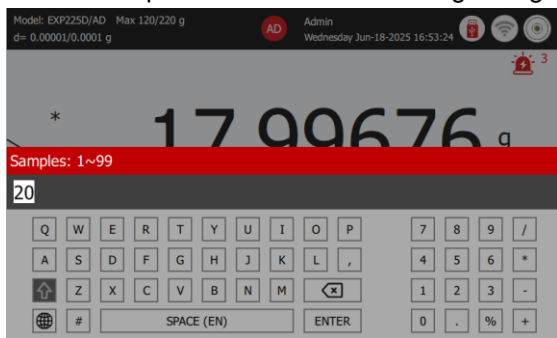 Model: EXP225D/AD Max 120/220 g
d= 0.00001/0.0001 g
AD
Admin
Wednesday Jun-18-2025 16:53:24
3
*
17.99676 g
Samples: 1~99
20
Q W E R T Y U I O P 7 8 9 /
A S D F G H J K L , 4 5 6 *
Z X C V B N M 1 2 3 -
# SPACE (EN) ENTER 0 . % +